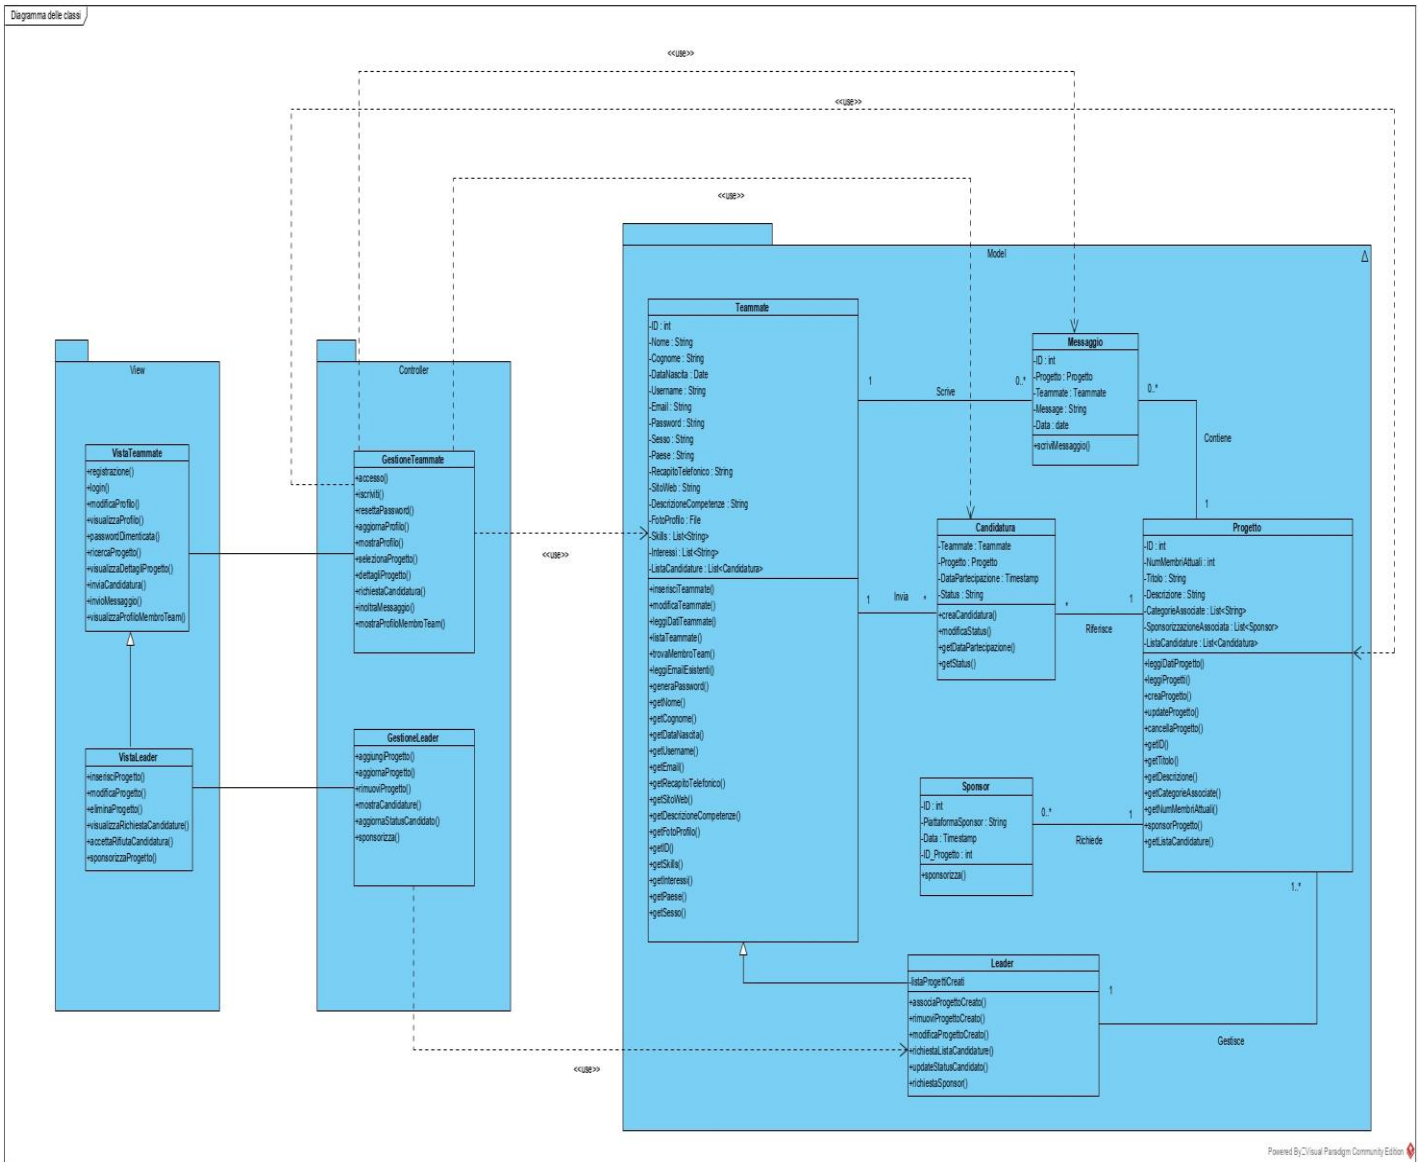 Diagramma delle classi
<<use>>
<<use>>
<<use>>
Model
Teammate
-ID : int
-Nome : String
-Cognome : String
-DataNascita : Date
-Username : String
-Email : String
-Password : String
-Sesso : String
-Paese : String
-RecapitoTelefonico : String
-SitoWeb : String
-DescrizioneCompetenze : String
-FotoProfilo : File
-Skills : List<String>
-Interessi : List<String>
-ListaCandidature : List<Candidatura>
+inserisciTeammate()
+modificaTeammate()
+leggiDatiTeammate()
+listaTeammate()
+trovaMembroTeam()
+leggiEmailEsistenti()
+generaPassword()
+getNome()
+getCognome()
+getDataNascita()
+getUsername()
+getEmail()
+getRecapitoTelefonico()
+getSitoWeb()
+getDescrizioneCompetenze()
+getFotoProfilo()
+getID()
+getSkills()
+getInteressi()
+getPaese()
+getSesso()
Messaggio
-ID : int
-Progetto : Progetto
-Teammate : Teammate
-Message : String
-Data : date
+scriviMessaggio()
1
Scrive
0..*
0..*
Contiene
1
View
VistaTeammate
+registrazione()
+login()
+modificaProfilo()
+visualizzaProfilo()
+passwordDimenticata()
+ricercaProgetto()
+visualizzaDettagliProgetto()
+inviaCandidatura()
+invioMessaggio()
+visualizzaProfiloMembroTeam()
VistaLeader
+inserisciProgetto()
+modificaProgetto()
+eliminaProgetto()
+visualizzaRichiestaCandidature()
+accettaRifiutaCandidatura()
+sponsorizzaProgetto()
Controller
GestioneTeammate
+accesso()
+iscriviti()
+resettaPassword()
+aggiornaProfilo()
+mostraProfilo()
+selezionaProgetto()
+dettagliProgetto()
+richiestaCandidatura()
+inoltraMessaggio()
+mostraProfiloMembroTeam()
<<use>>
GestioneLeader
+aggiungiProgetto()
+aggiornaProgetto()
+rimuoviProgetto()
+mostraCandidature()
+aggiornaStatusCandidato()
+sponsorizza()
<<use>>
Candidatura
-Teammate : Teammate
-Progetto : Progetto
-DataPartecipazione : Timestamp
-Status : String
+creaCandidatura()
+modificaStatus()
+getDataPartecipazione()
+getStatus()
1
Invia
*
*
Riferisce
1
Progetto
-ID : int
-NumMembriAttuali : int
-Titolo : String
-Descrizione : String
-CategorieAssociate : List<String>
-SponsorizzazioneAssociata : List<Sponsor>
-ListaCandidature : List<Candidatura>
+leggiDatiProgetto()
+leggiProgetti()
+creaProgetto()
+updateProgetto()
+cancellaProgetto()
+getID()
+getTitolo()
+getDescrizione()
+getCategorieAssociate()
+getNumMembriAttuali()
+sponsorProgetto()
+getListaCandidature()
Sponsor
-ID : int
-PiattaformaSponsor : String
-Data : Timestamp
-ID_Progetto : int
+sponsorizza()
0..*
Richiede
1
1..*
Leader
-listaProgettiCreati
+associaProgettoCreato()
+rimuoviProgettoCreato()
+modificaProgettoCreato()
+richiestaListaCandidature()
+updateStatusCandidato()
+richiestaSponsor()
1
Gestisce
Powered By Visual Paradigm Community Edition